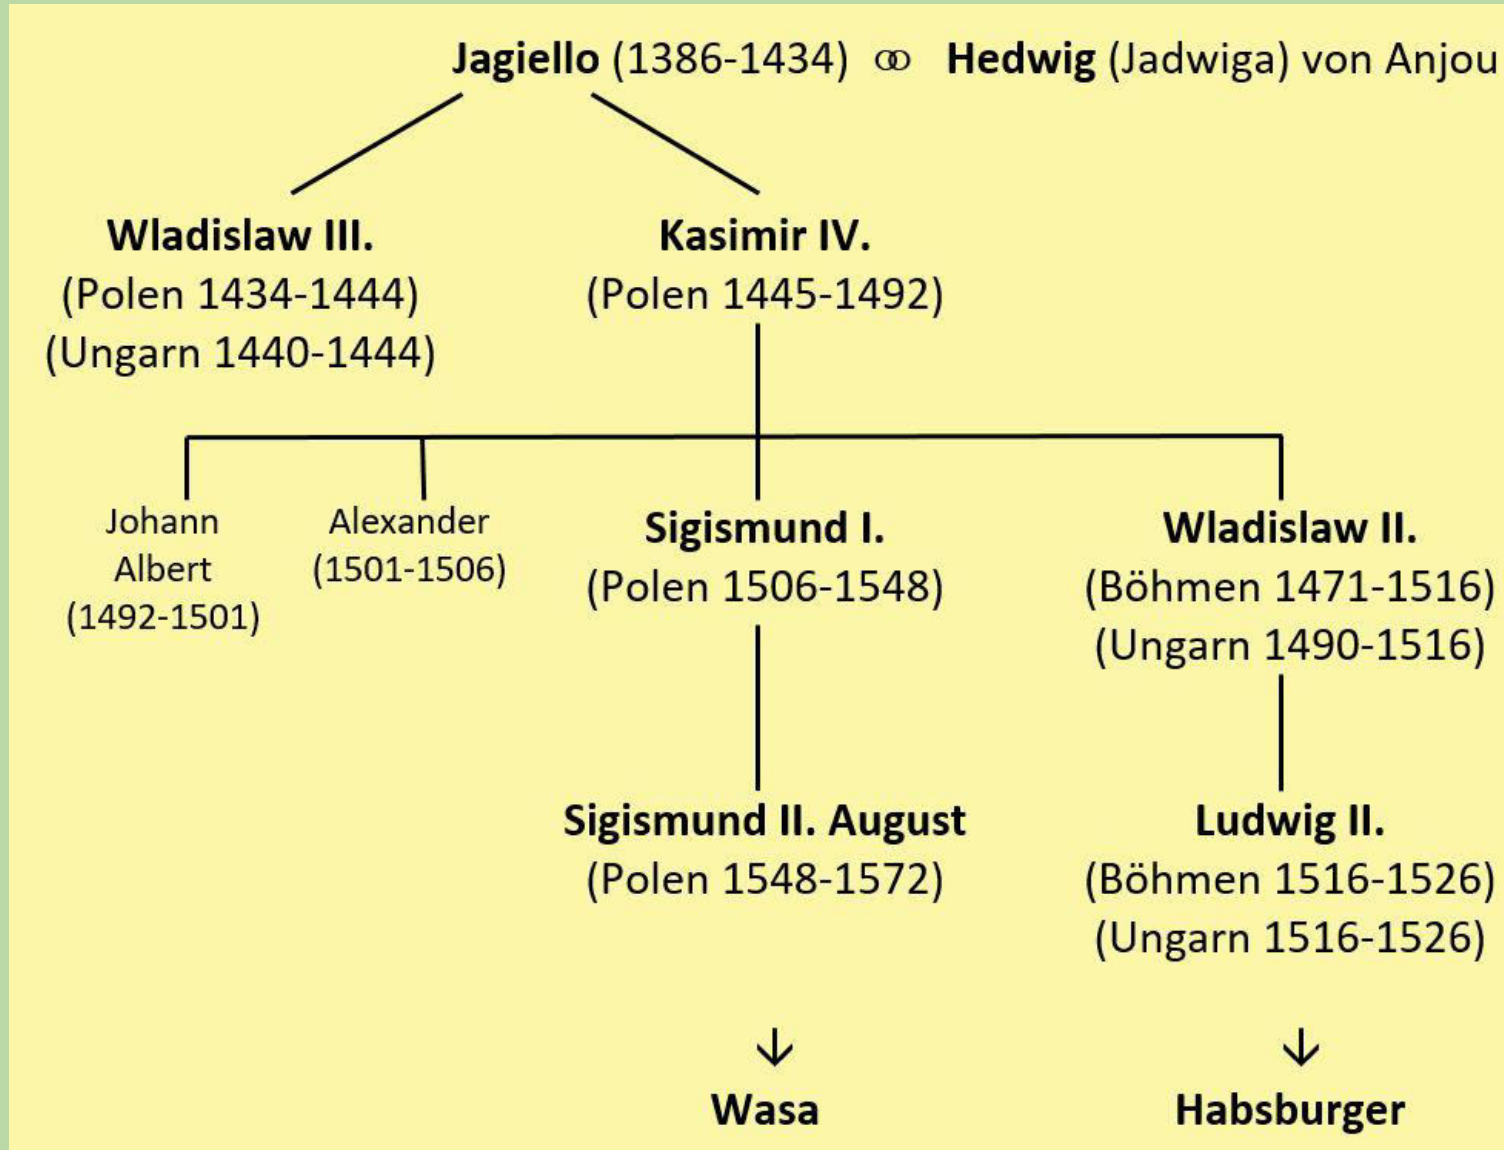 Jagiello (1386-1434) ⚭ Hedwig (Jadwiga) von Anjou
Wladislaw III.
(Polen 1434-1444)
(Ungarn 1440-1444)
Kasimir IV.
(Polen 1445-1492)
Johann
Albert
(1492-1501)
Alexander
(1501-1506)
Sigismund I.
(Polen 1506-1548)
Wladislaw II.
(Böhmen 1471-1516)
(Ungarn 1490-1516)
Sigismund II. August
(Polen 1548-1572)
Ludwig II.
(Böhmen 1516-1526)
(Ungarn 1516-1526)
↓
Wasa
↓
Habsburger